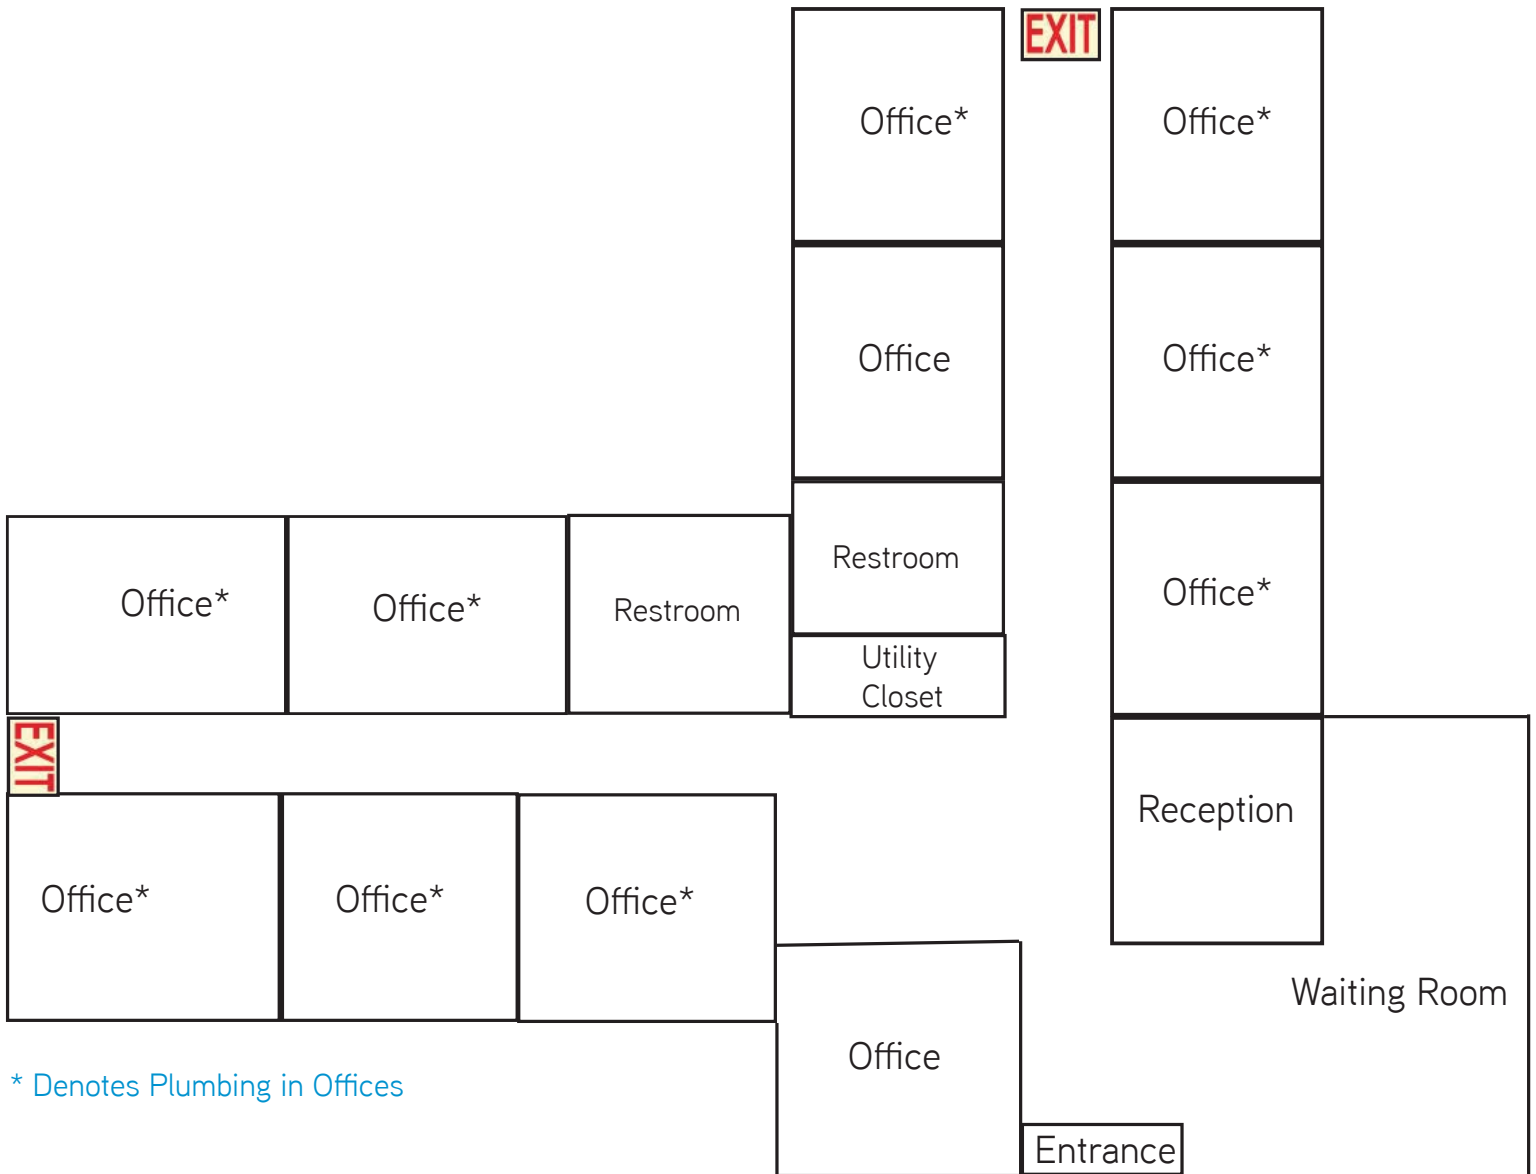 EXIT
Office*
Office*
Office
Office*
Restroom
Office*
Office*
Office*
Restroom
Utility
Closet
EXIT
Reception
Office*
Office*
Office*
Waiting Room
Office
* Denotes Plumbing in Offices
Entrance